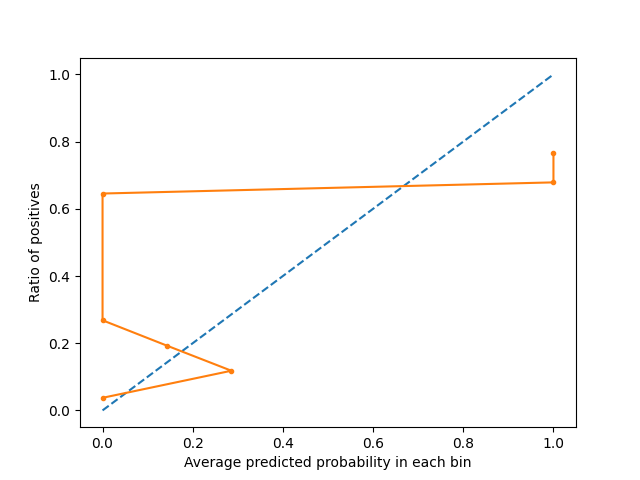 1.0
0.8
0.6
0.4
0.2
0.0
Ratio of positives
0.0 0.2 0.4 0.6 0.8 1.0
Average predicted probability in each bin